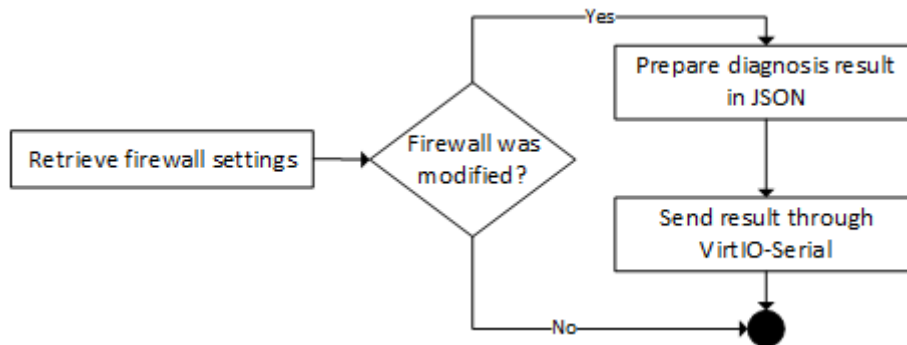 Yes
Prepare diagnosis result
in JSON
Retrieve firewall settings
Firewall was
modified?
Send result through
VirtIO-Serial
No